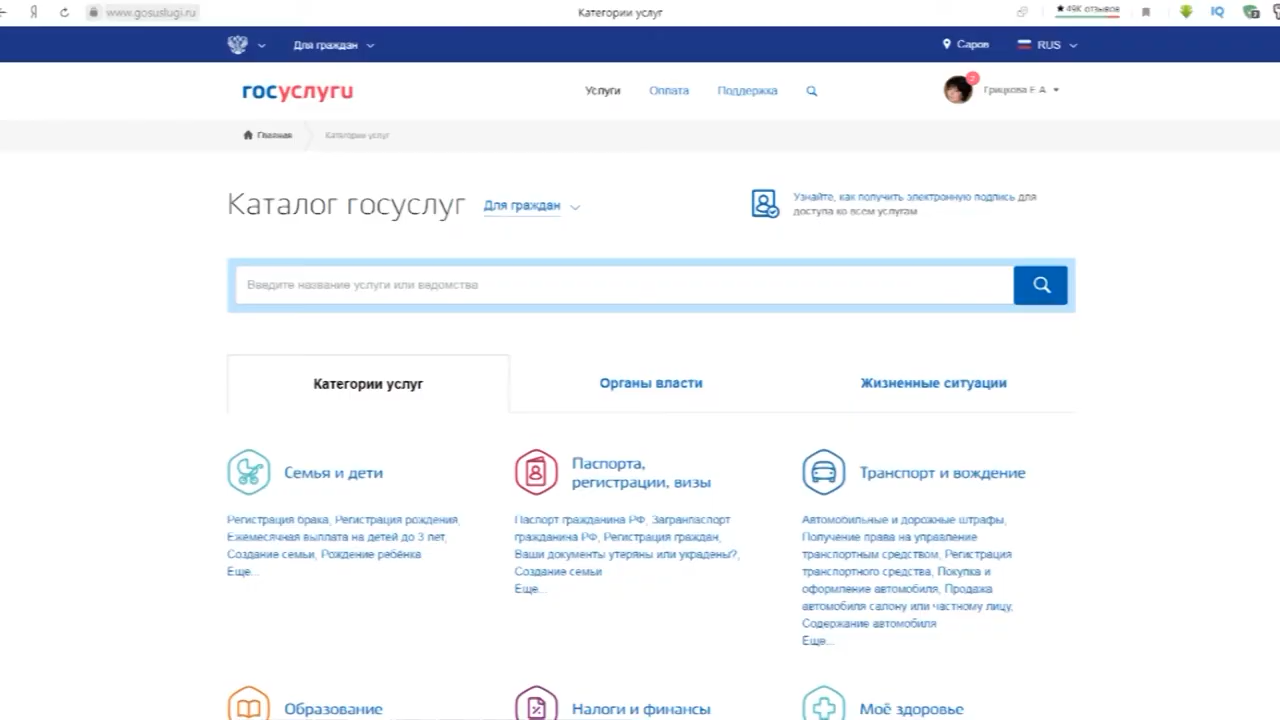 www.gosuslugi.ru
Категории услуг
49K отзывов
IQ
Для граждан
Саров
RUS
госуслуги
Услуги
Оплата
Поддержка
Грицкова Е.А.
Главная
Категории услуг
Каталог госуслуг
Для граждан
Узнайте, как получить электронную подпись для
доступа ко всем услугам
Введите название услуги или ведомства
Категории услуг
Органы власти
Жизненные ситуации
Семья и дети
Регистрация брака, Регистрация рождения,
Ежемесячная выплата на детей до 3 лет,
Создание семьи, Рождение ребёнка
Еще...
Паспорта,
регистрации, визы
Паспорт гражданина РФ, Загранпаспорт
гражданина РФ, Регистрация граждан,
Ваши документы утеряны или украдены?,
Создание семьи
Еще...
Транспорт и вождение
Автомобильные и дорожные штрафы,
Получение права на управление
транспортным средством, Регистрация
транспортного средства, Покупка и
оформление автомобиля, Продажа
автомобиля салону или частному лицу,
Содержание автомобиля
Еще...
Образование
Налоги и финансы
Моё здоровье